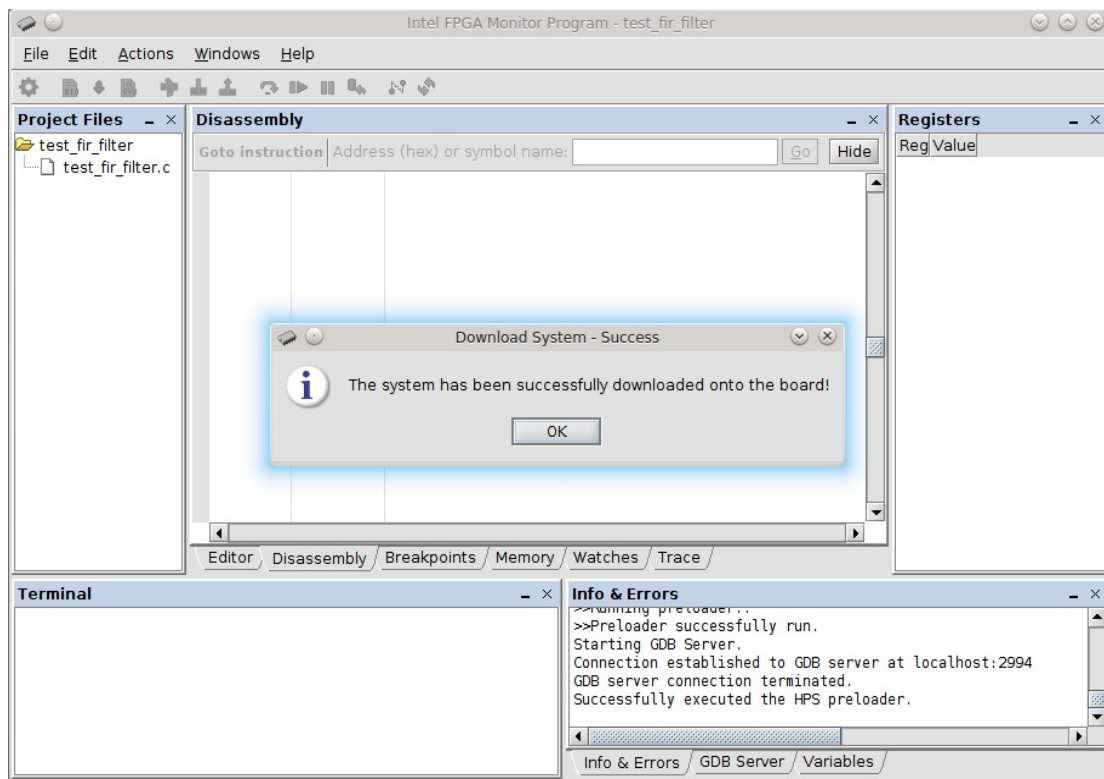 Intel FPGA Monitor Program - test_fir_filter
File Edit Actions Windows Help
Project Files
test_fir_filter
test_fir_filter.c
Disassembly
Goto instruction Address (hex) or symbol name: Go Hide
Registers
Reg Value
Download System - Success
The system has been successfully downloaded onto the board!
OK
Editor Disassembly Breakpoints Memory Watches Trace
Terminal
Info & Errors
>>Running preloader..
>>Preloader successfully run.
Starting GDB Server.
Connection established to GDB server at localhost:2994
GDB server connection terminated.
Successfully executed the HPS preloader.
Info & Errors GDB Server Variables